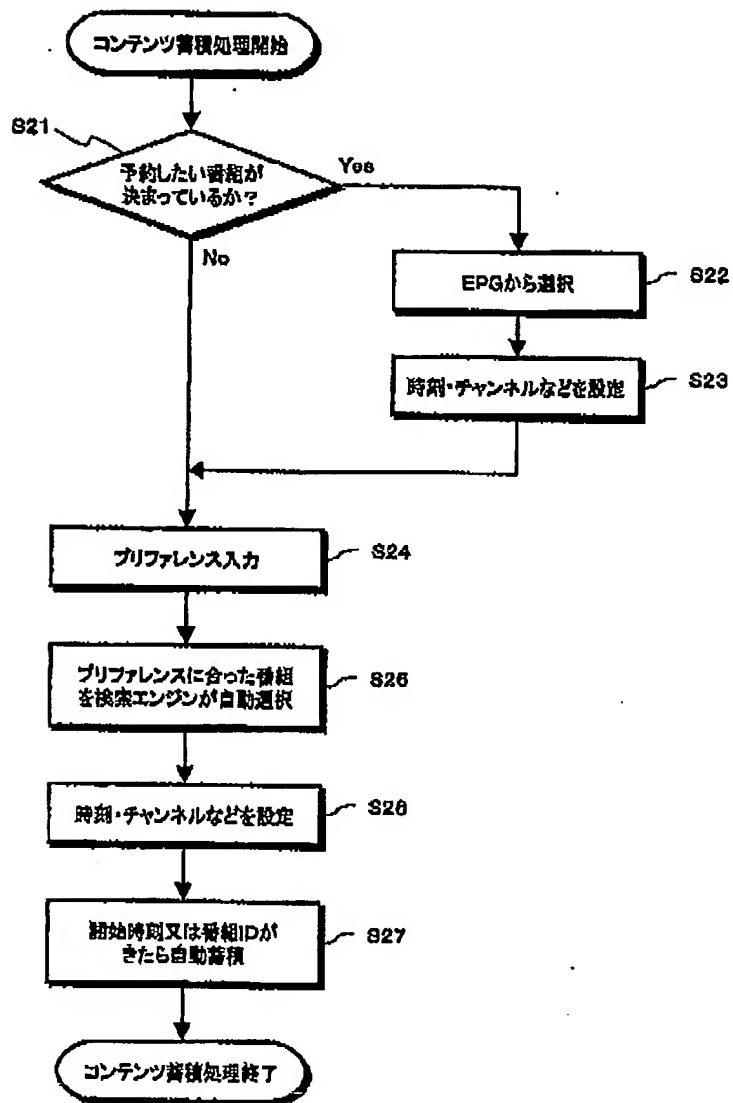 コンテンツ蓄積処理開始
S21
予約したい番組が
決まっているか？
Yes
No
EPGから選択
S22
時刻・チャンネルなどを設定
S23
プリファレンス入力
S24
プリファレンスに合った番組
を検索エンジンが自動選択
S25
時刻・チャンネルなどを設定
S26
開始時刻又は番組IDが
きたら自動蓄積
S27
コンテンツ蓄積処理終了